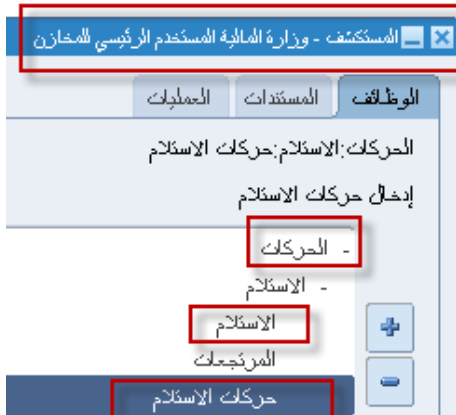 المستكشف - وزارة المالية المستخدم الرئيسي للمخازن
الوظائف المستندات العمليات
الحركات:الاستلام:حركات الاستلام
إدخال حركات الاستلام
- الحركات
- الاستلام
الاستلام
المرتجعات
حركات الاستلام